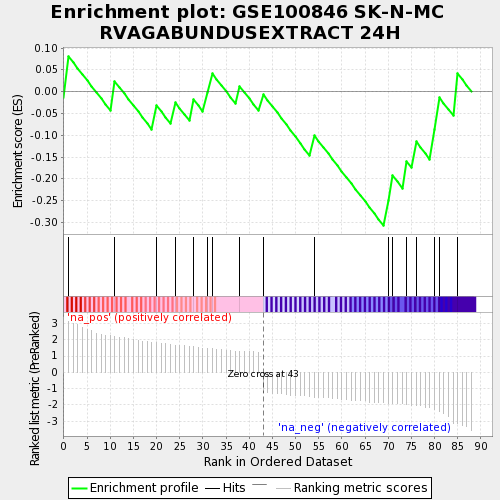 Enrichment plot: GSE100846 SK-N-MC
RVAGABUNDUSEXTRACT 24H
Enrichment score (ES)
0.10
0.05
0.00
-0.05
-0.10
-0.15
-0.20
-0.25
-0.30
'na_pos' (positively correlated)
Ranked list metric (PreRanked)
3
2
1
0
-1
-2
-3
Zero cross at 43
'na_neg' (negatively correlated)
0 5 10 15 20 25 30 35 40 45 50 55 60 65 70 75 80 85 90
Rank in Ordered Dataset
Enrichment profile Hits Ranking metric scores